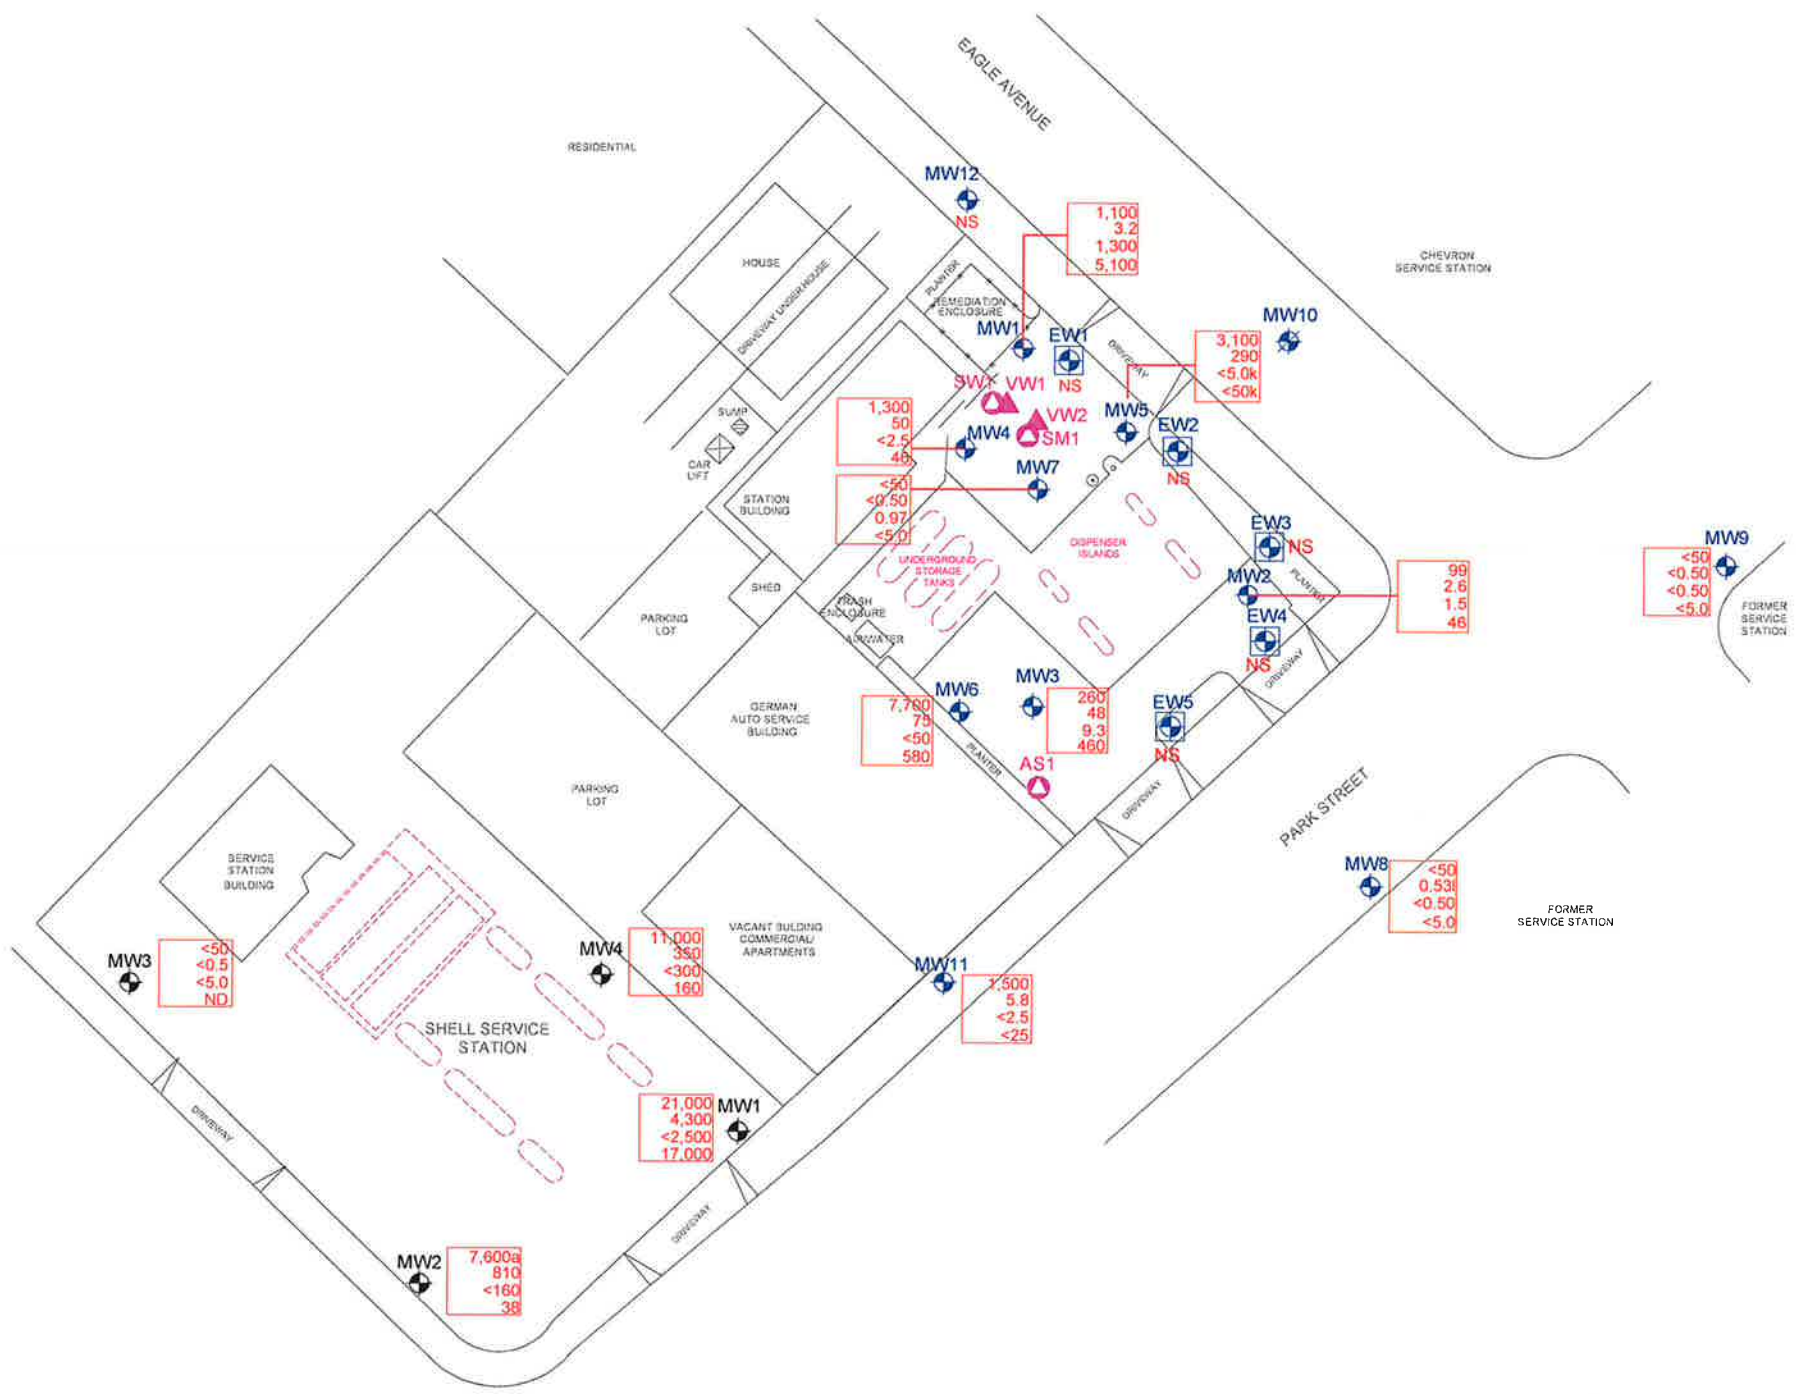 EAGLE AVENUE
RESIDENTIAL
MW12
NS
1,100
3.2
1,300
5,100
HOUSE
DRIVEWAY UNDER HOUSE
PLANTER
REMEDIATION
ENCLOSURE
CHEVRON
SERVICE STATION
MW1
EW1
NS
DRIVEWAY
MW10
3,100
290
<5.0k
<50k
SW1
VW1
VW2
SM1
MW5
EW2
NS
SUMP
CAR
LIFT
1,300
50
<2.5
46
MW4
MW7
<50
<0.50
0.97
<5.0
STATION
BUILDING
UNDERGROUND
STORAGE
TANKS
DISPENSER
ISLANDS
EW3
NS
MW2
PLANTER
99
2.6
1.5
46
EW4
NS
DRIVEWAY
MW9
<50
<0.50
<0.50
<5.0
FORMER
SERVICE
STATION
SHED
TRASH
ENCLOSURE
AIR/WATER
PARKING
LOT
GERMAN
AUTO SERVICE
BUILDING
MW6
7,700
75
<50
580
MW3
260
48
9.3
460
EW5
NS
PLANTER
AS1
DRIVEWAY
PARK STREET
PARKING
LOT
SERVICE
STATION
BUILDING
MW8
<50
0.53l
<0.50
<5.0
FORMER
SERVICE STATION
VACANT BULDING
COMMERCIAL/
APARTMENTS
MW3
<50
<0.5
<5.0
ND
MW4
11,000
350
<300
160
MW11
1,500
5.8
<2.5
<25
SHELL SERVICE
STATION
21,000
4,300
<2,500
17,000
MW1
DRIVEWAY
DRIVEWAY
MW2
7,600a
810
<160
38